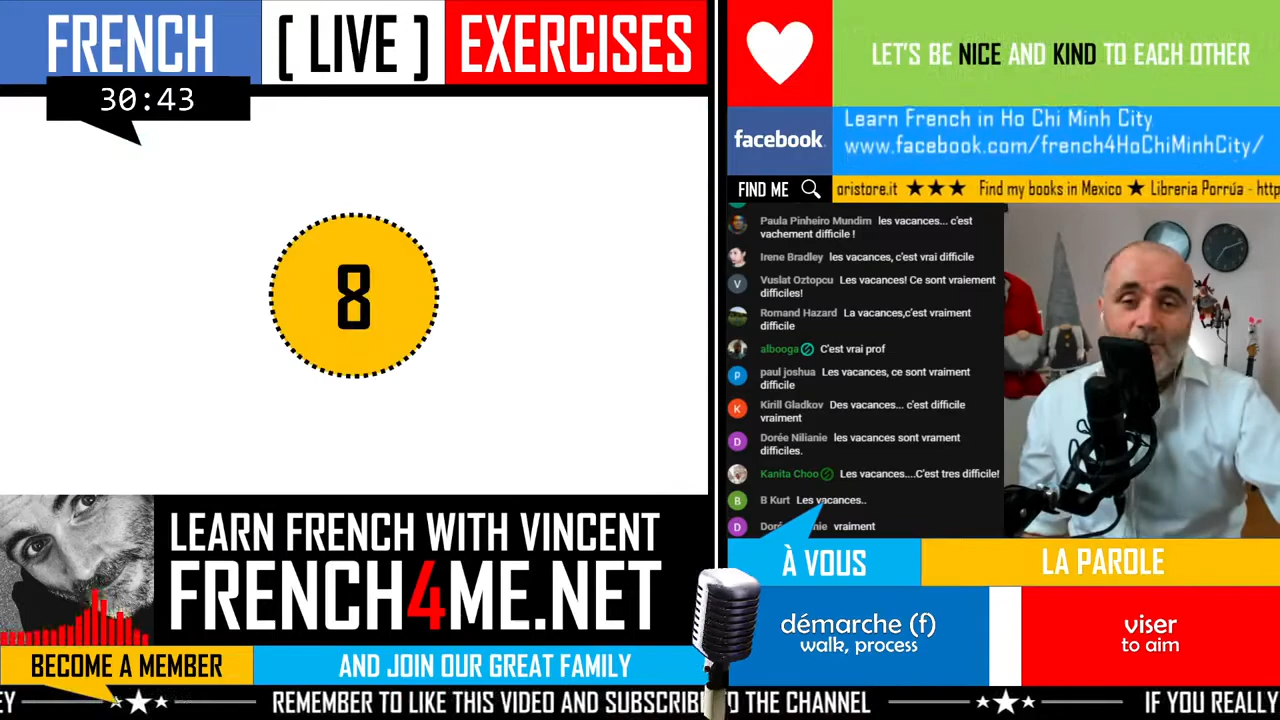 FRENCH
[ LIVE ]
EXERCISES
30:43
8
LEARN FRENCH WITH VINCENT
FRENCH4ME.NET
BECOME A MEMBER
AND JOIN OUR GREAT FAMILY
LET'S BE NICE AND KIND TO EACH OTHER
facebook.
Learn French in Ho Chi Minh City
www.facebook.com/french4HoChiMinhCity/
FIND ME
oristore.it ★★★ Find my books in Mexico ★ Libreria Porrúa - http
Paula Pinheiro Mundim les vacances... c'est
vachement difficile !
Irene Bradley les vacances, c'est vrai difficile
V
Vuslat Oztopcu Les vacances! Ce sont vraiement
difficiles!
Romand Hazard La vacances,c'est vraiment
difficile
albooga C'est vrai prof
P
paul joshua Les vacances, ce sont vraiment
difficile
K
Kirill Gladkov Des vacances... c'est difficile
vraiment
D
Dorée Nilianie les vacances sont vrament
difficiles.
Kanita Choo Les vacances....C'est tres difficile!
B
B Kurt Les vacances..
D
vraiment
À VOUS
LA PAROLE
démarche (f)
walk, process
viser
to aim
EY ★ REMEMBER TO LIKE THIS VIDEO AND SUBSCRIB
O THE CHANNEL ★ IF YOU REALLY